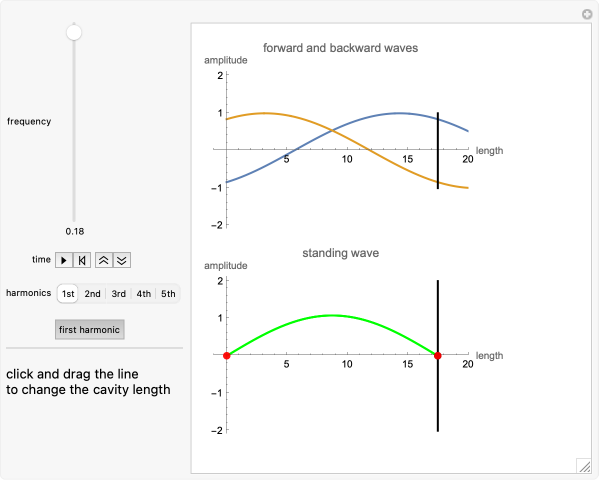 frequency
0.18
time
harmonics 1st 2nd 3rd 4th 5th
first harmonic
click and drag the line
to change the cavity length
forward and backward waves
amplitude
2
1
5 10 15 20 length
−1
−2
standing wave
amplitude
2
1
5 10 15 20 length
−1
−2